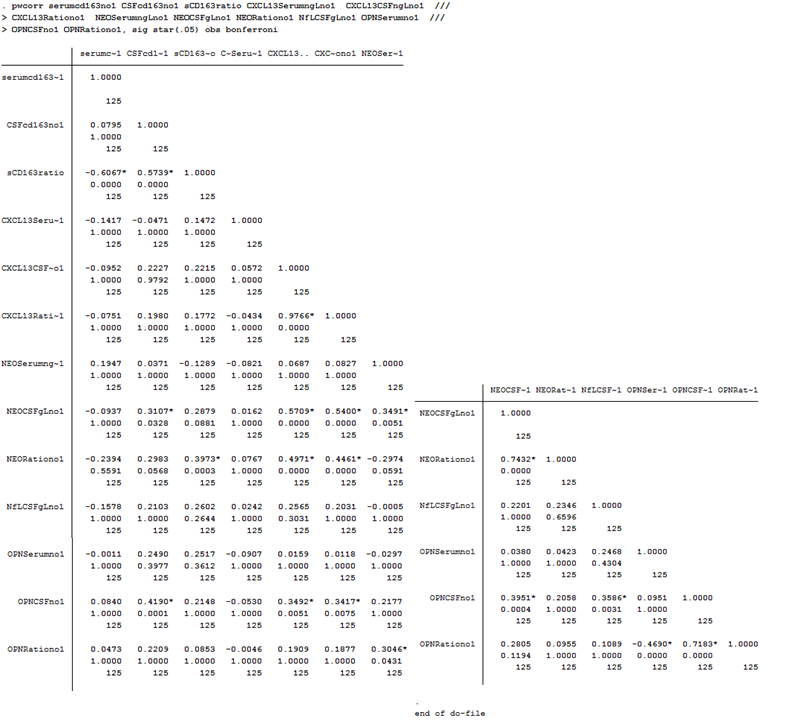 . pwcorr serumcd163no1 CSFcd163no1 sCD163ratio CXCL13SerumngLno1  CXCL13CSFngLno1  ///
> CXCL13Rationo1  NEOSerumngLno1 NEOCSFgLno1 NEORationo1 NfLCSFgLno1 OPNSerumno1  ///
> OPNCSFno1 OPNRationo1, sig star(.05) obs bonferroni
serumc~1 CSFcd1~1 sCD163~o C~Seru~1 CXCL13.. CXC~ono1 NEOSer~1
serumcd163~1 1.0000
125
CSFcd163no1 0.0795 1.0000
1.0000
125 125
sCD163ratio -0.6067* 0.5739* 1.0000
0.0000 0.0000
125 125 125
CXCL13Seru~1 -0.1417 -0.0471 0.1472 1.0000
1.0000 1.0000 1.0000
125 125 125 125
CXCL13CSF~o1 -0.0952 0.2227 0.2215 0.0572 1.0000
1.0000 0.9792 1.0000 1.0000
125 125 125 125 125
CXCL13Rati~1 -0.0751 0.1980 0.1772 -0.0434 0.9766* 1.0000
1.0000 1.0000 1.0000 1.0000 0.0000
125 125 125 125 125 125
NEOSerumng~1 0.1947 0.0371 -0.1289 -0.0821 0.0687 0.0827 1.0000
1.0000 1.0000 1.0000 1.0000 1.0000 1.0000
125 125 125 125 125 125 125
NEOCSFgLno1 -0.0937 0.3107* 0.2879 0.0162 0.5709* 0.5400* 0.3491*
1.0000 0.0328 0.0881 1.0000 0.0000 0.0000 0.0051
125 125 125 125 125 125 125
NEORationo1 -0.2394 0.2983 0.3973* 0.0767 0.4971* 0.4461* -0.2974
0.5591 0.0568 0.0003 1.0000 0.0000 0.0000 0.0591
125 125 125 125 125 125 125
NfLCSFgLno1 -0.1578 0.2103 0.2602 0.0242 0.2565 0.2031 -0.0005
1.0000 1.0000 0.2644 1.0000 0.3031 1.0000 1.0000
125 125 125 125 125 125 125
OPNSerumno1 -0.0011 0.2490 0.2517 -0.0907 0.0159 0.0118 -0.0297
1.0000 0.3977 0.3612 1.0000 1.0000 1.0000 1.0000
125 125 125 125 125 125 125
OPNCSFno1 0.0840 0.4190* 0.2148 -0.0530 0.3492* 0.3417* 0.2177
1.0000 0.0001 1.0000 1.0000 0.0051 0.0075 1.0000
125 125 125 125 125 125 125
OPNRationo1 0.0473 0.2209 0.0853 -0.0046 0.1909 0.1877 0.3046*
1.0000 1.0000 1.0000 1.0000 1.0000 1.0000 0.0431
125 125 125 125 125 125 125
NEOCSF~1 NEORat~1 NfLCSF~1 OPNSer~1 OPNCSF~1 OPNRat~1
NEOCSFgLno1 1.0000
125
NEORationo1 0.7432* 1.0000
0.0000
125 125
NfLCSFgLno1 0.2201 0.2346 1.0000
1.0000 0.6596
125 125 125
OPNSerumno1 0.0380 0.0423 0.2468 1.0000
1.0000 1.0000 0.4304
125 125 125 125
OPNCSFno1 0.3951* 0.2058 0.3586* 0.0951 1.0000
0.0004 1.0000 0.0031 1.0000
125 125 125 125 125
OPNRationo1 0.2805 0.0955 0.1089 -0.4690* 0.7183* 1.0000
0.1194 1.0000 1.0000 0.0000 0.0000
125 125 125 125 125 125
.
end of do-file